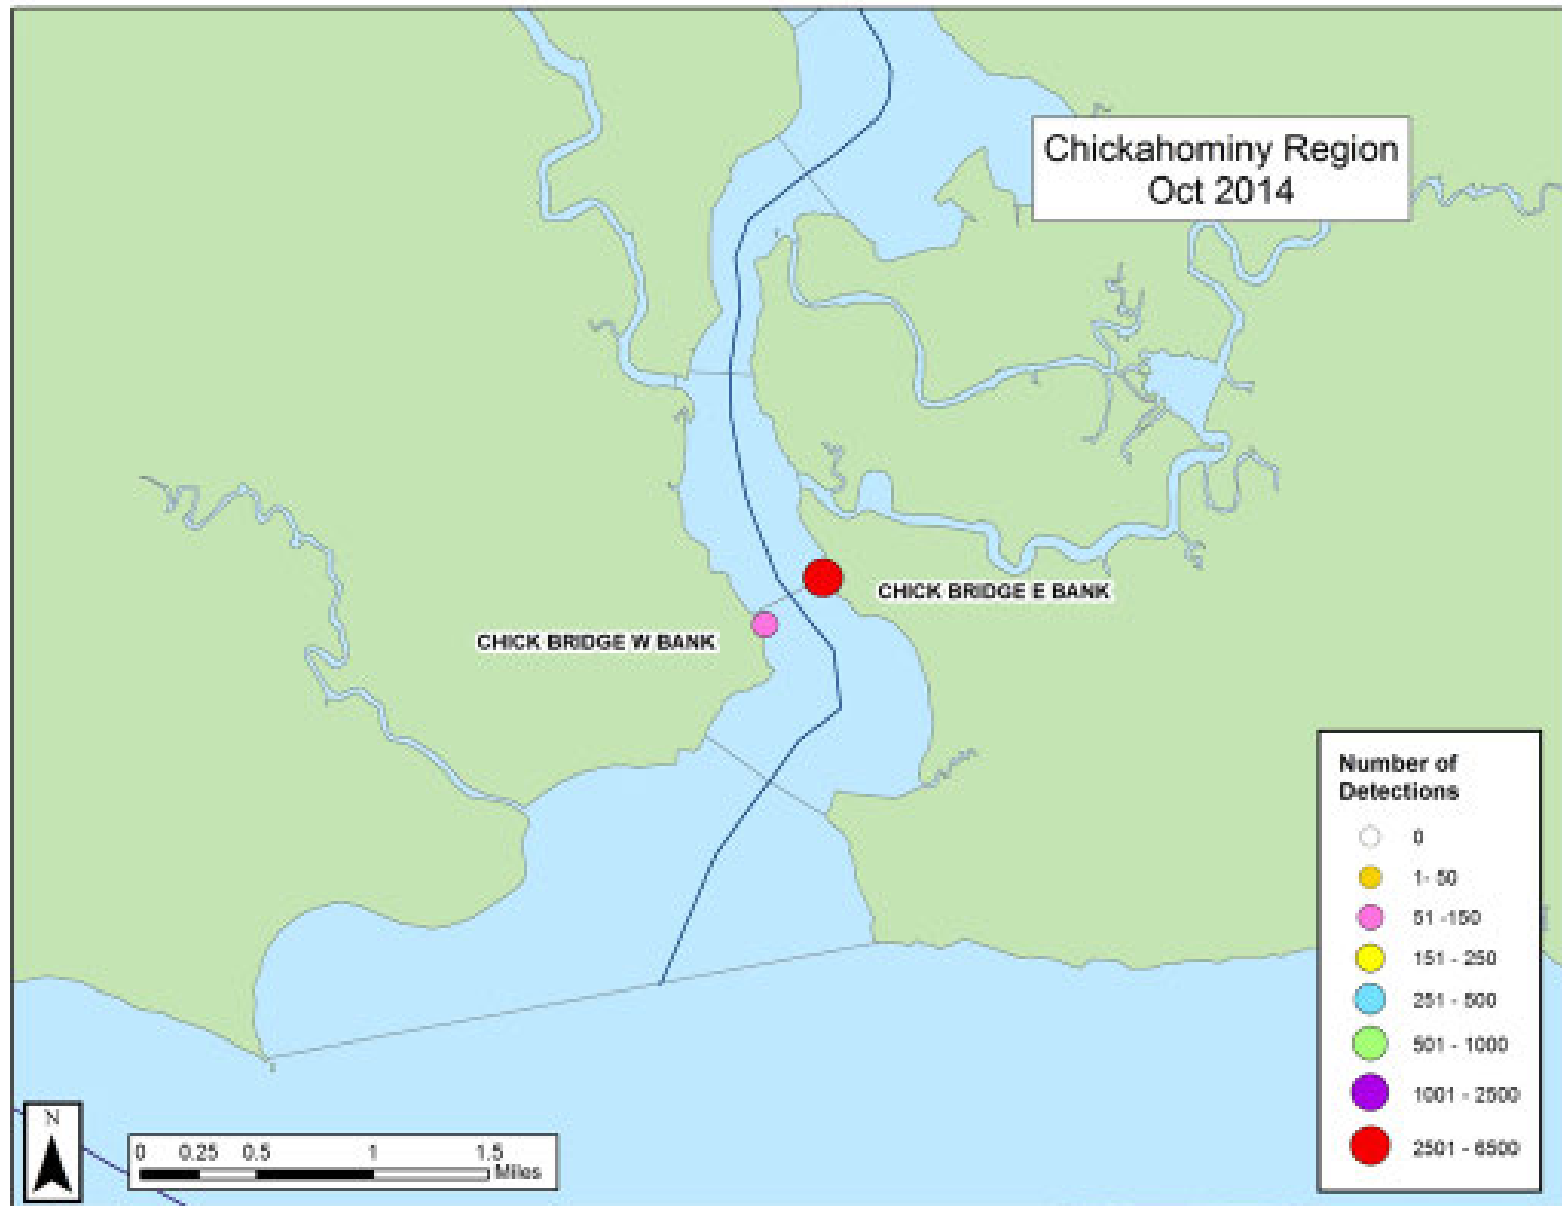 Chickahominy Region
Oct 2014
CHICK BRIDGE E BANK
CHICK BRIDGE W BANK
Number of
Detections
0
1- 50
51 -150
151 - 250
251 - 500
501 - 1000
1001 - 2500
2501 - 6500
N
0 0.25 0.5 1 1.5
Miles